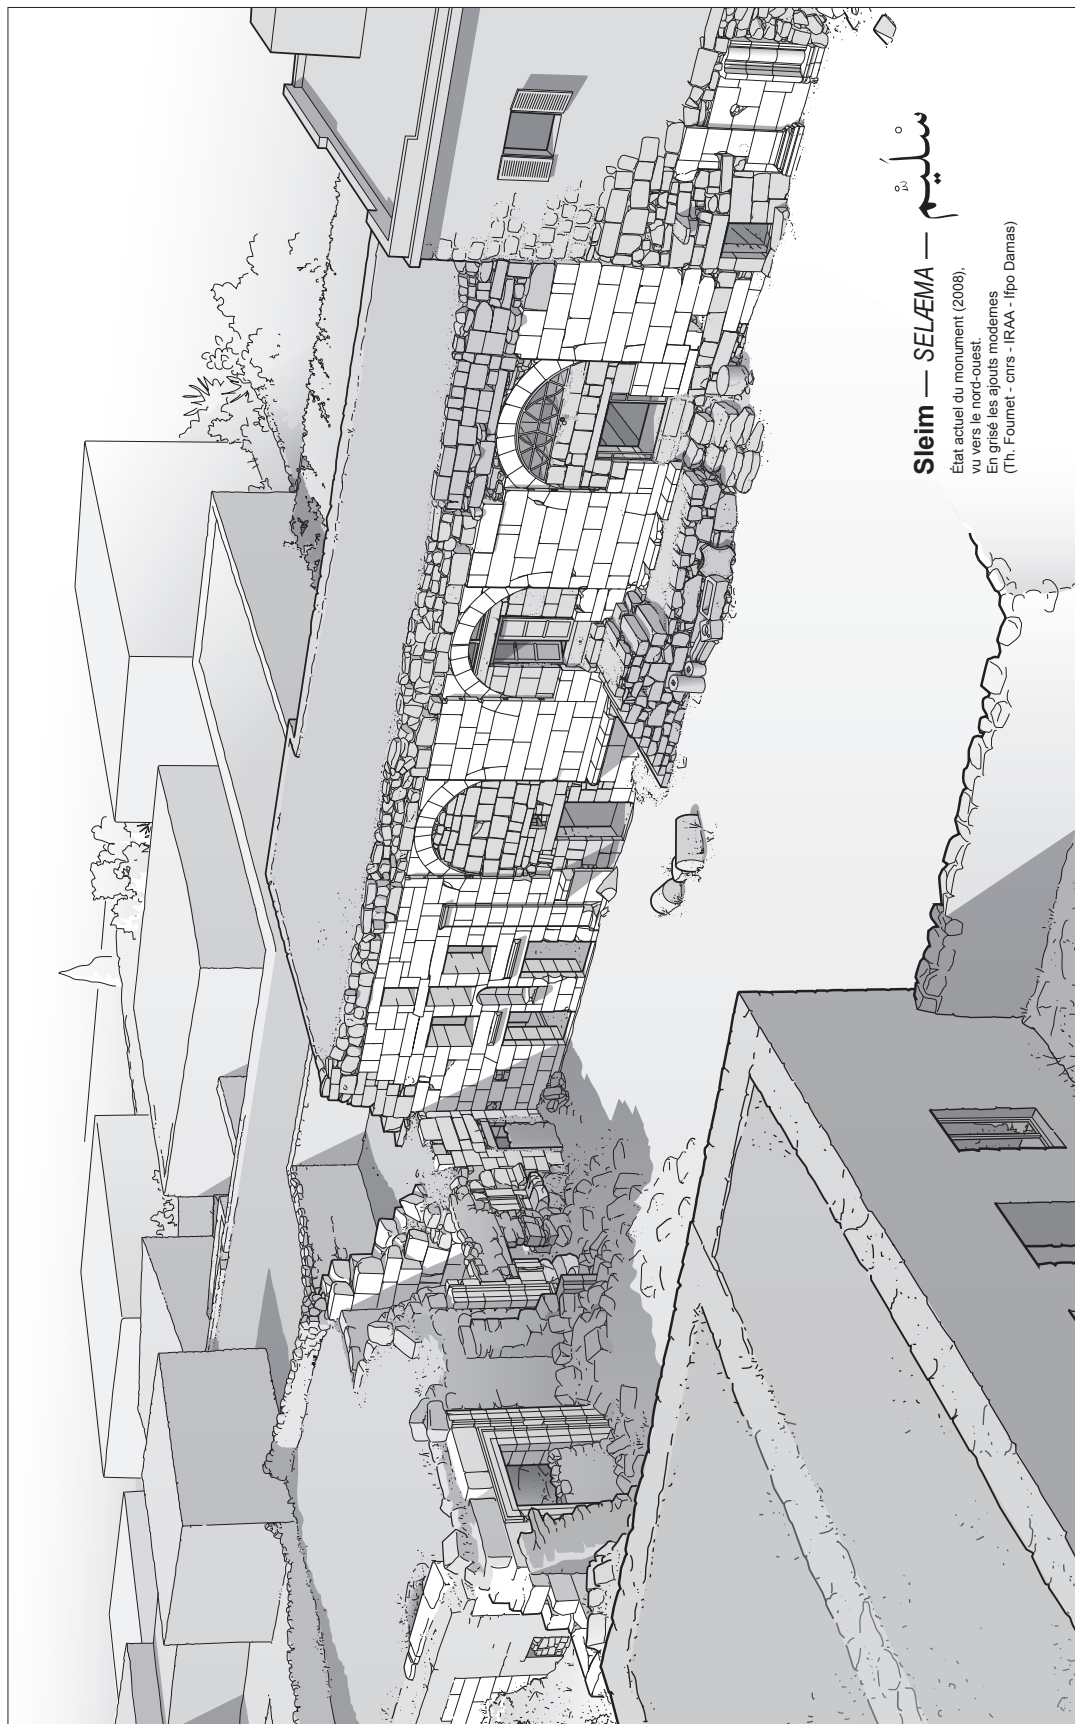 Sleim — SELÆMA — سْلَيْم
État actuel du monument (2008),
vu vers le nord-ouest.
En grisé les ajouts modernes
(Th. Fournet - cnrs - IRAA - Ifpo Damas)